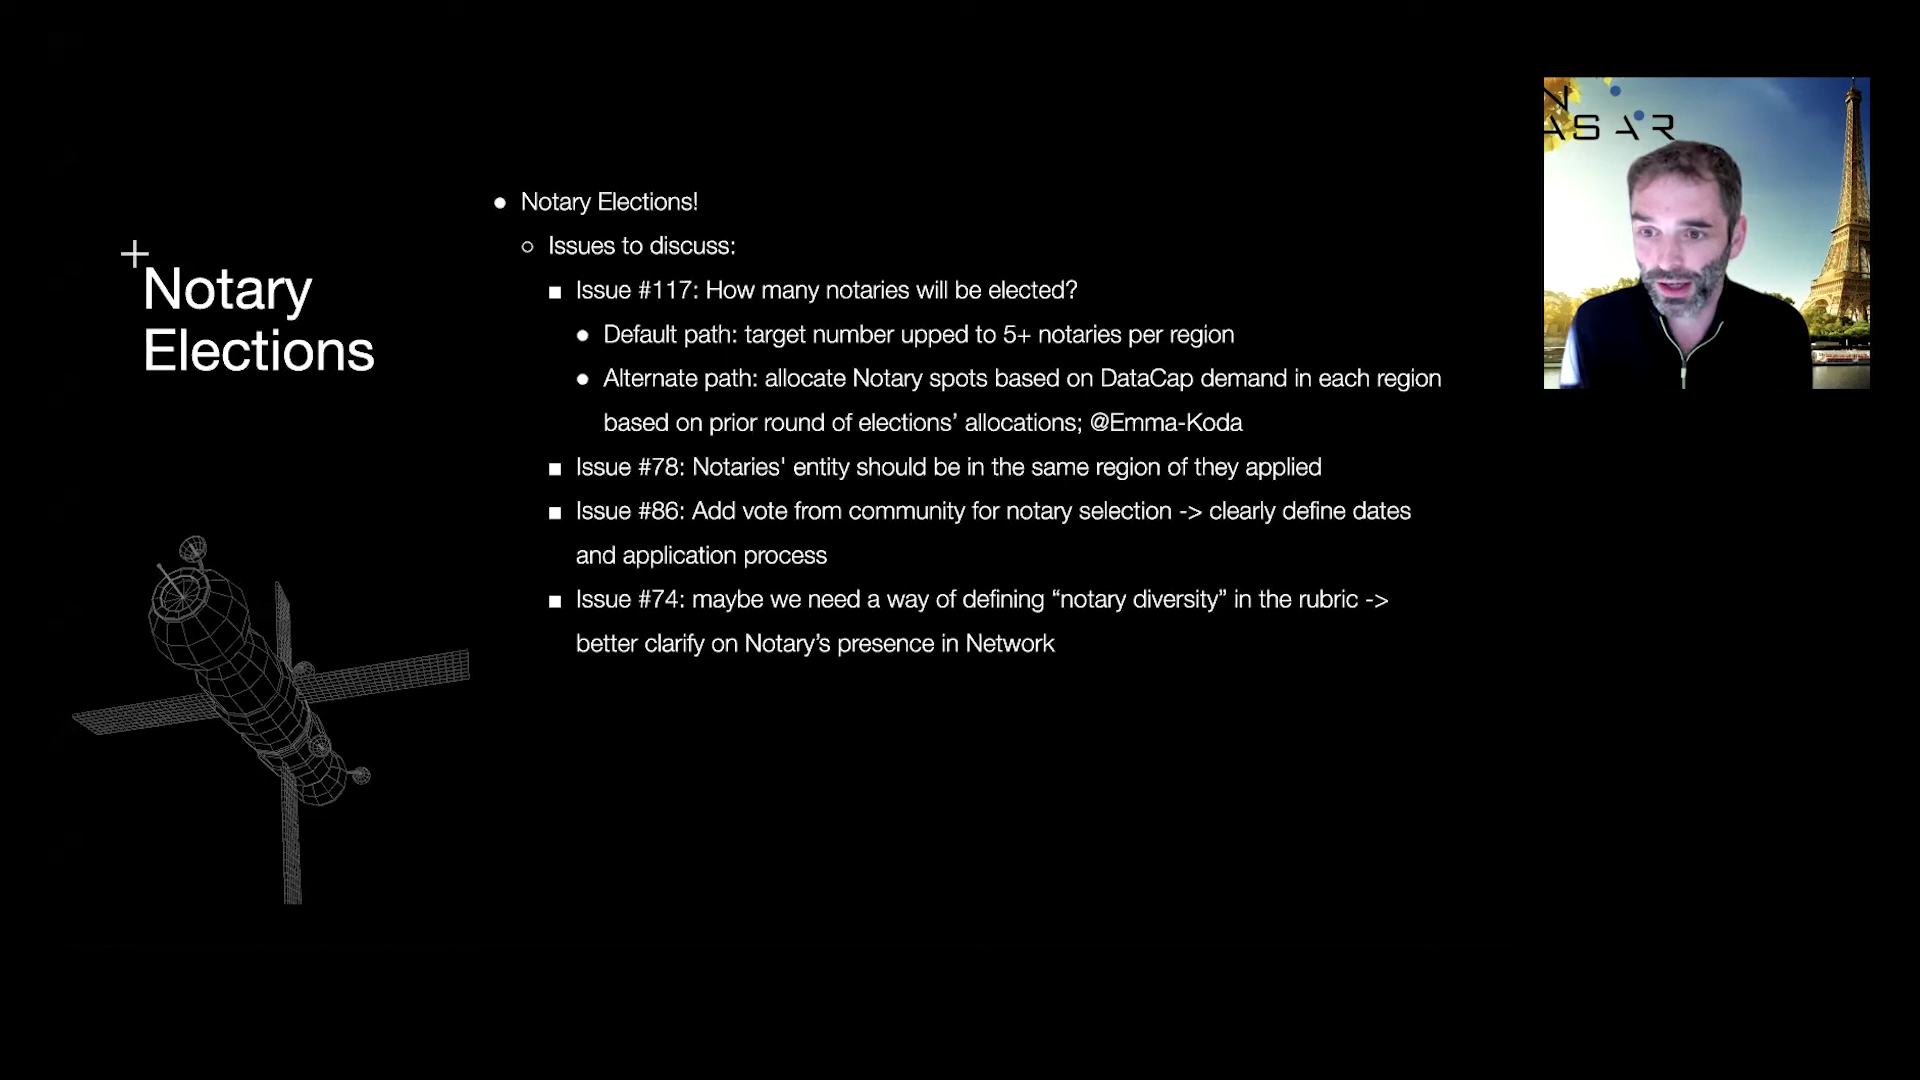 Notary
Elections
● Notary Elections!
○ Issues to discuss:
■ Issue #117: How many notaries will be elected?
● Default path: target number upped to 5+ notaries per region
● Alternate path: allocate Notary spots based on DataCap demand in each region
based on prior round of elections’ allocations; @Emma-Koda
■ Issue #78: Notaries' entity should be in the same region of they applied
■ Issue #86: Add vote from community for notary selection -> clearly define dates
and application process
■ Issue #74: maybe we need a way of defining “notary diversity” in the rubric ->
better clarify on Notary’s presence in Network
N
ASAR